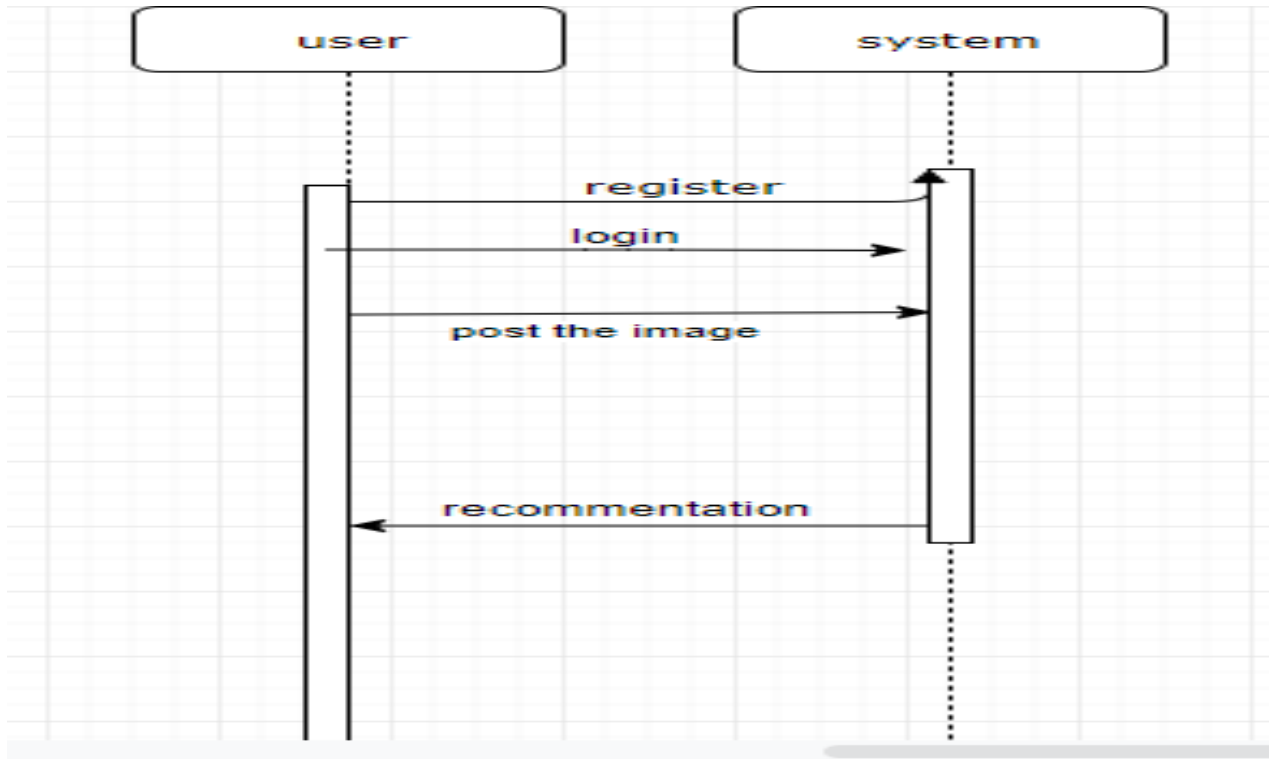 user
system
register
login
post the image
recommentation